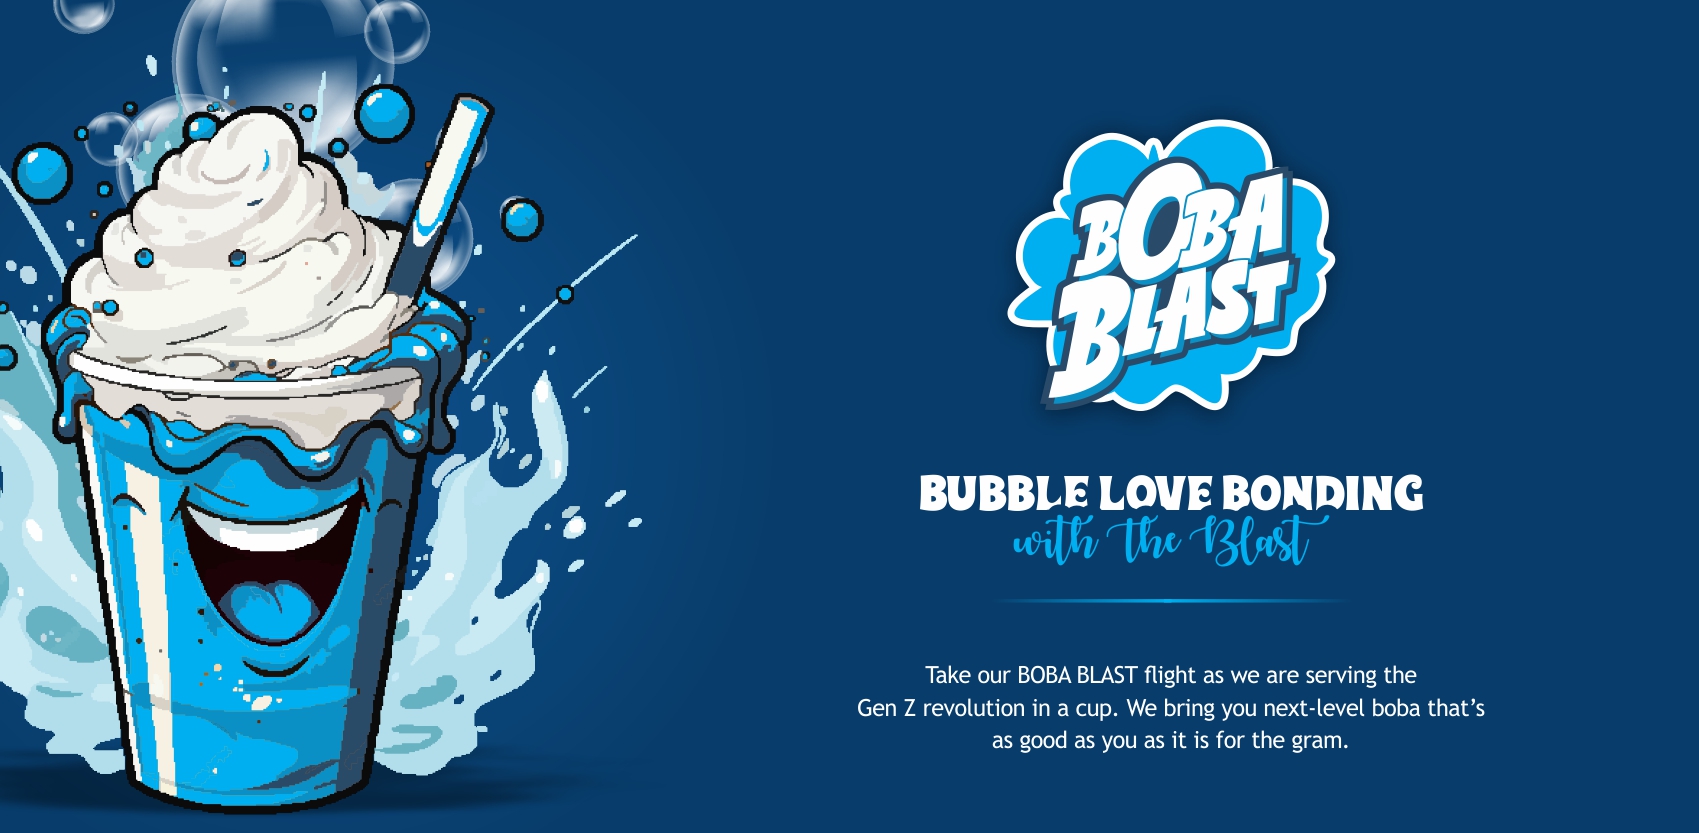 BOBA
BLAST
BUBBLE LOVE BONDING
with the Blast
Take our BOBA BLAST flight as we are serving the
Gen Z revolution in a cup. We bring you next-level boba that’s
as good as you as it is for the gram.